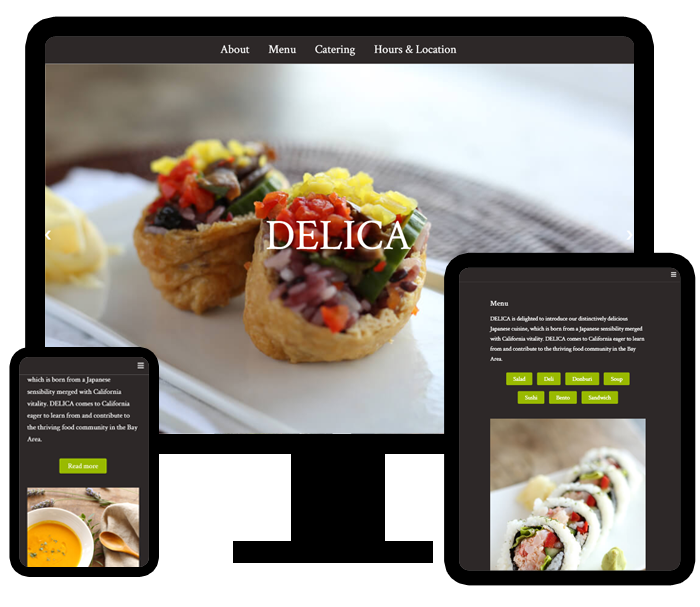 About Menu Catering Hours & Location
DELICA
which is born from a Japanese
sensibility merged with California
vitality. DELICA comes to California
eager to learn from and contribute to
the thriving food community in the Bay
Area.
Read more
Menu
DELICA is delighted to introduce our distinctively delicious
Japanese cuisine, which is born from a Japanese sensibility merged
with California vitality. DELICA comes to California eager to learn
from and contribute to the thriving food community in the Bay
Area.
Salad Deli Donburi Soup
Sushi Bento Sandwich